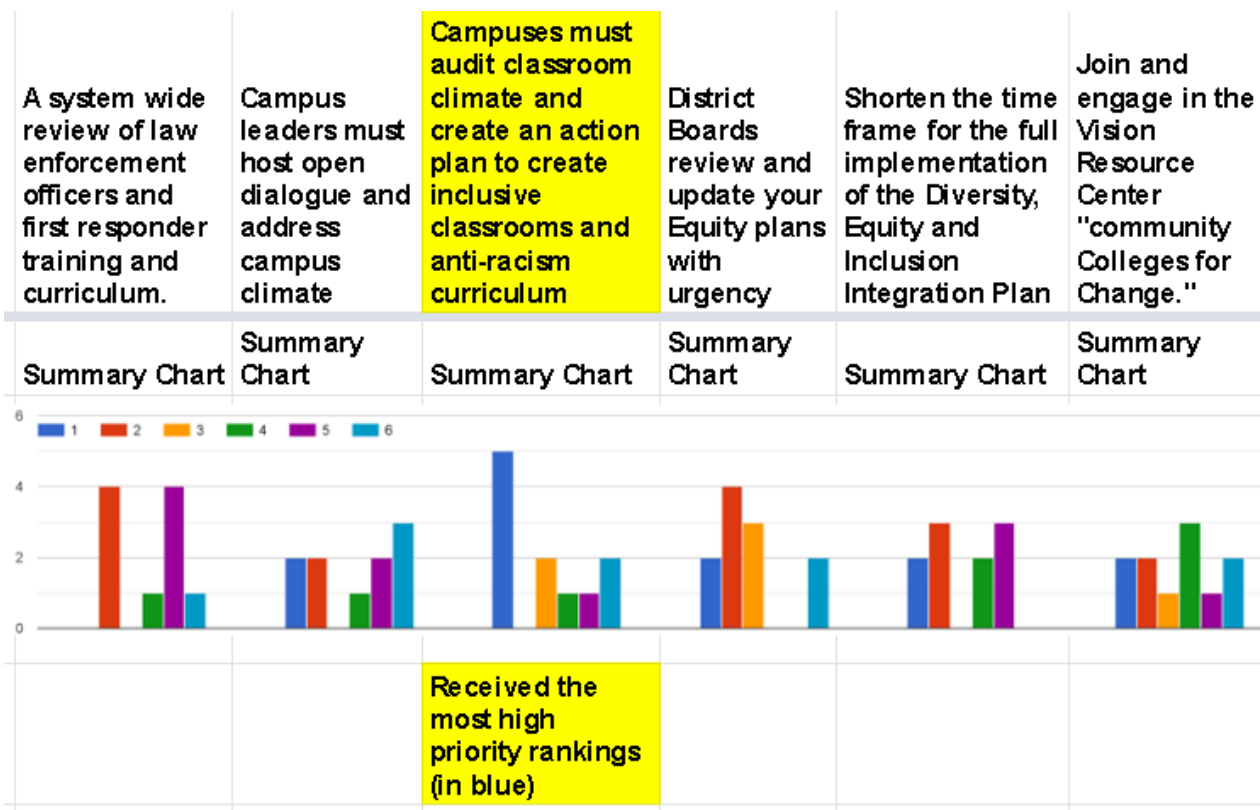 A system wide
review of law
enforcement
officers and
first responder
training and
curriculum.
Campus
leaders must
host open
dialogue and
address
campus
climate
Campuses must
audit classroom
climate and
create an action
plan to create
inclusive
classrooms and
anti-racism
curriculum
District
Boards
review and
update your
Equity plans
with
urgency
Shorten the time
frame for the full
implementation
of the Diversity,
Equity and
Inclusion
Integration Plan
Join and
engage in the
Vision
Resource
Center
"community
Colleges for
Change."
Summary Chart
Summary
Chart
Summary Chart
Summary
Chart
Summary Chart
Summary
Chart
6
1 2 3 4 5 6
4
2
0
Received the
most high
priority rankings
(in blue)